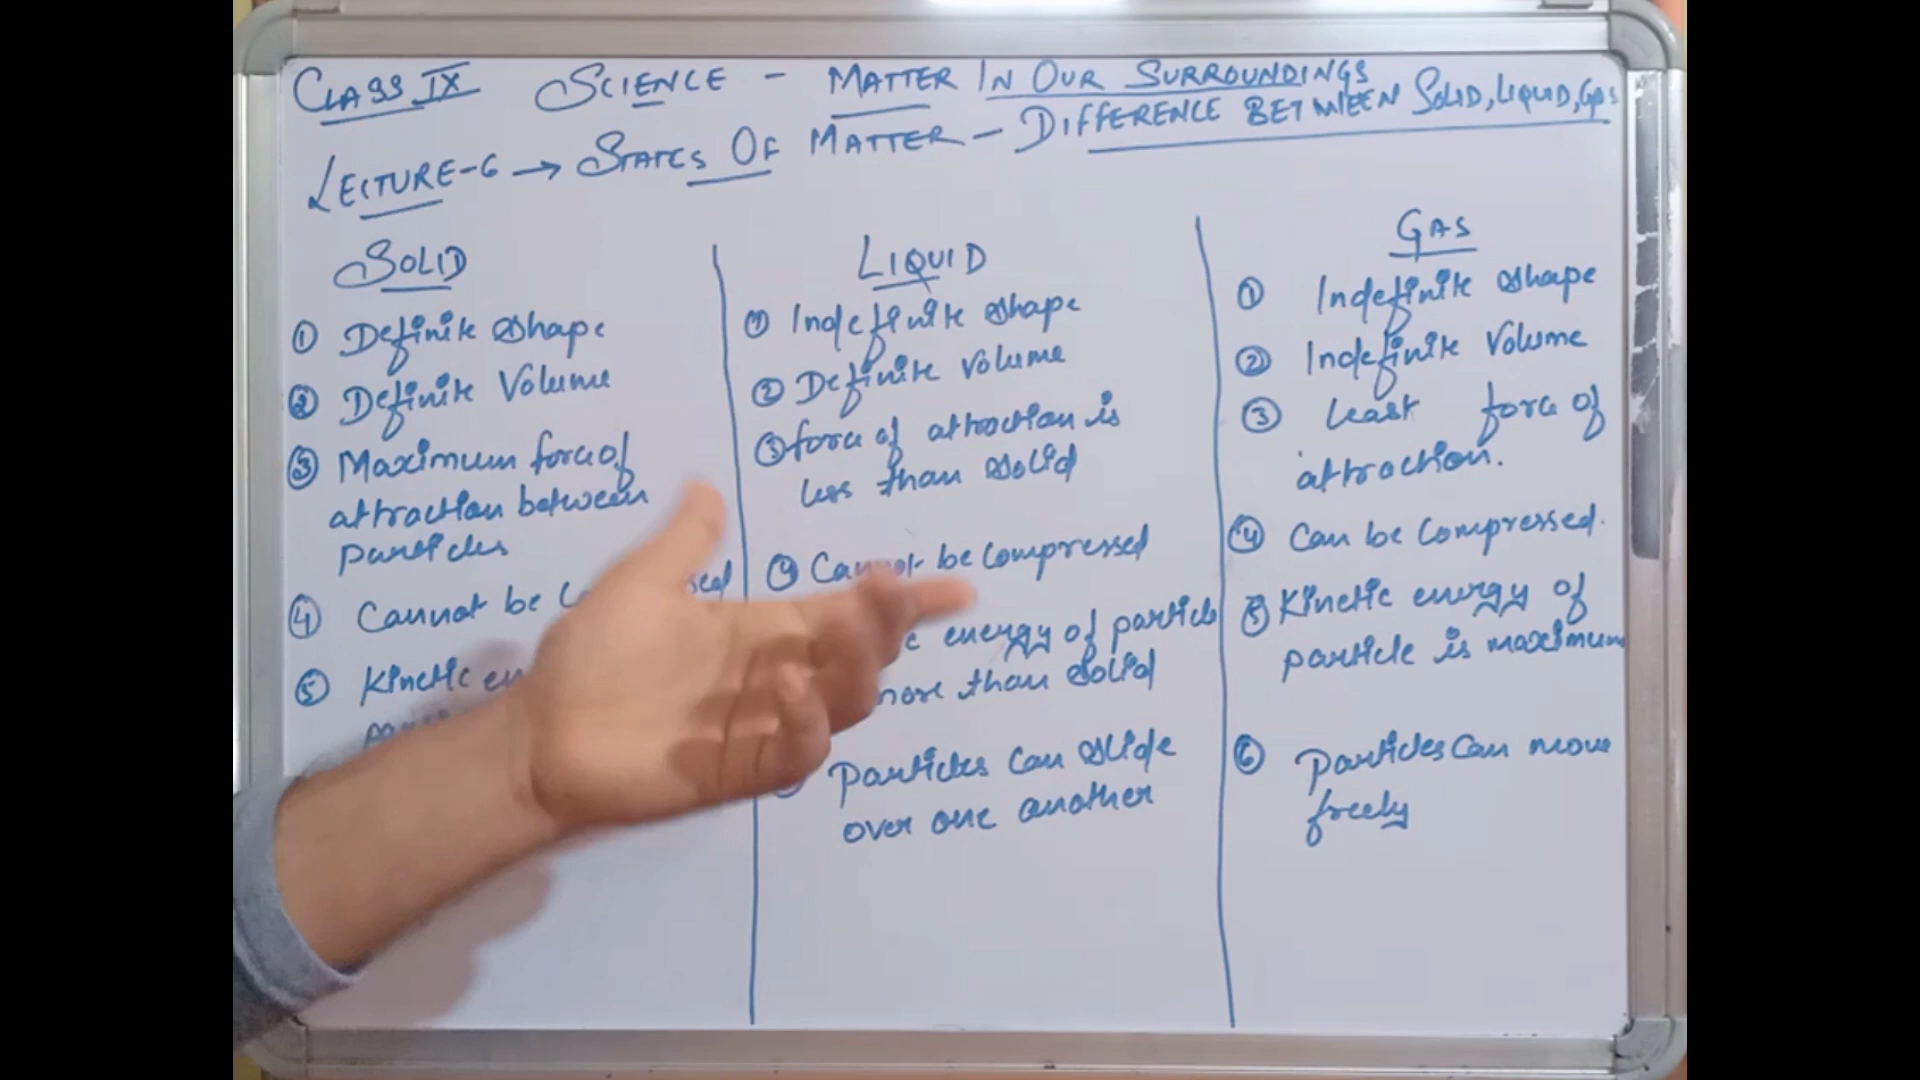 CLASS IX SCIENCE - MATTER IN OUR SURROUNDINGS
LECTURE-6 → STATES OF MATTER - DIFFERENCE BETWEEN SOLID, LIQUID, GAS
SOLID
① Definite shape
② Definite Volume
③ Maximum force of
attraction between
particles
④ Cannot be
⑤ Kinetic
LIQUID
① Indefinite shape
② Definite volume
③ force of attraction is
less than solid
④ Cannot be compressed
energy of particle
more than solid
Particles can slide
over one another
GAS
① Indefinite shape
② Indefinite Volume
③ Least force of
attraction.
④ Can be compressed.
⑤ Kinetic energy of
particle is maximum
⑥ Particles can move
freely